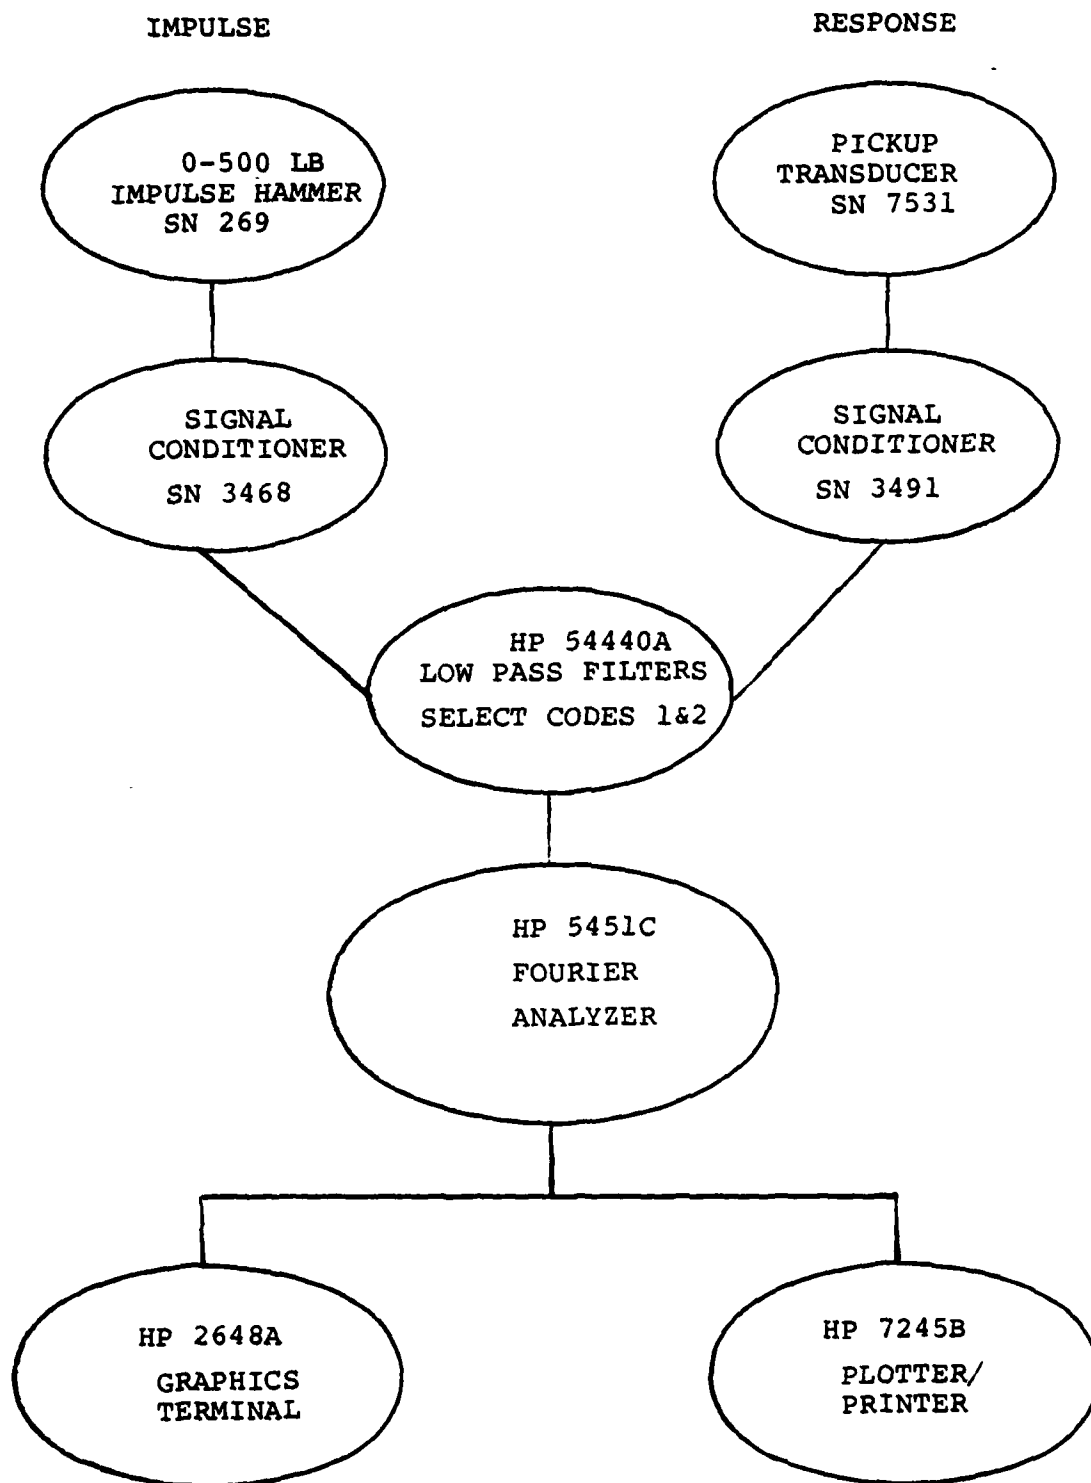 IMPULSE
RESPONSE
0-500 LB
IMPULSE HAMMER
SN 269
PICKUP
TRANSDUCER
SN 7531
SIGNAL
CONDITIONER
SN 3468
SIGNAL
CONDITIONER
SN 3491
HP 54440A
LOW PASS FILTERS
SELECT CODES 1&2
HP 5451C
FOURIER
ANALYZER
HP 2648A
GRAPHICS
TERMINAL
HP 7245B
PLOTTER/
PRINTER